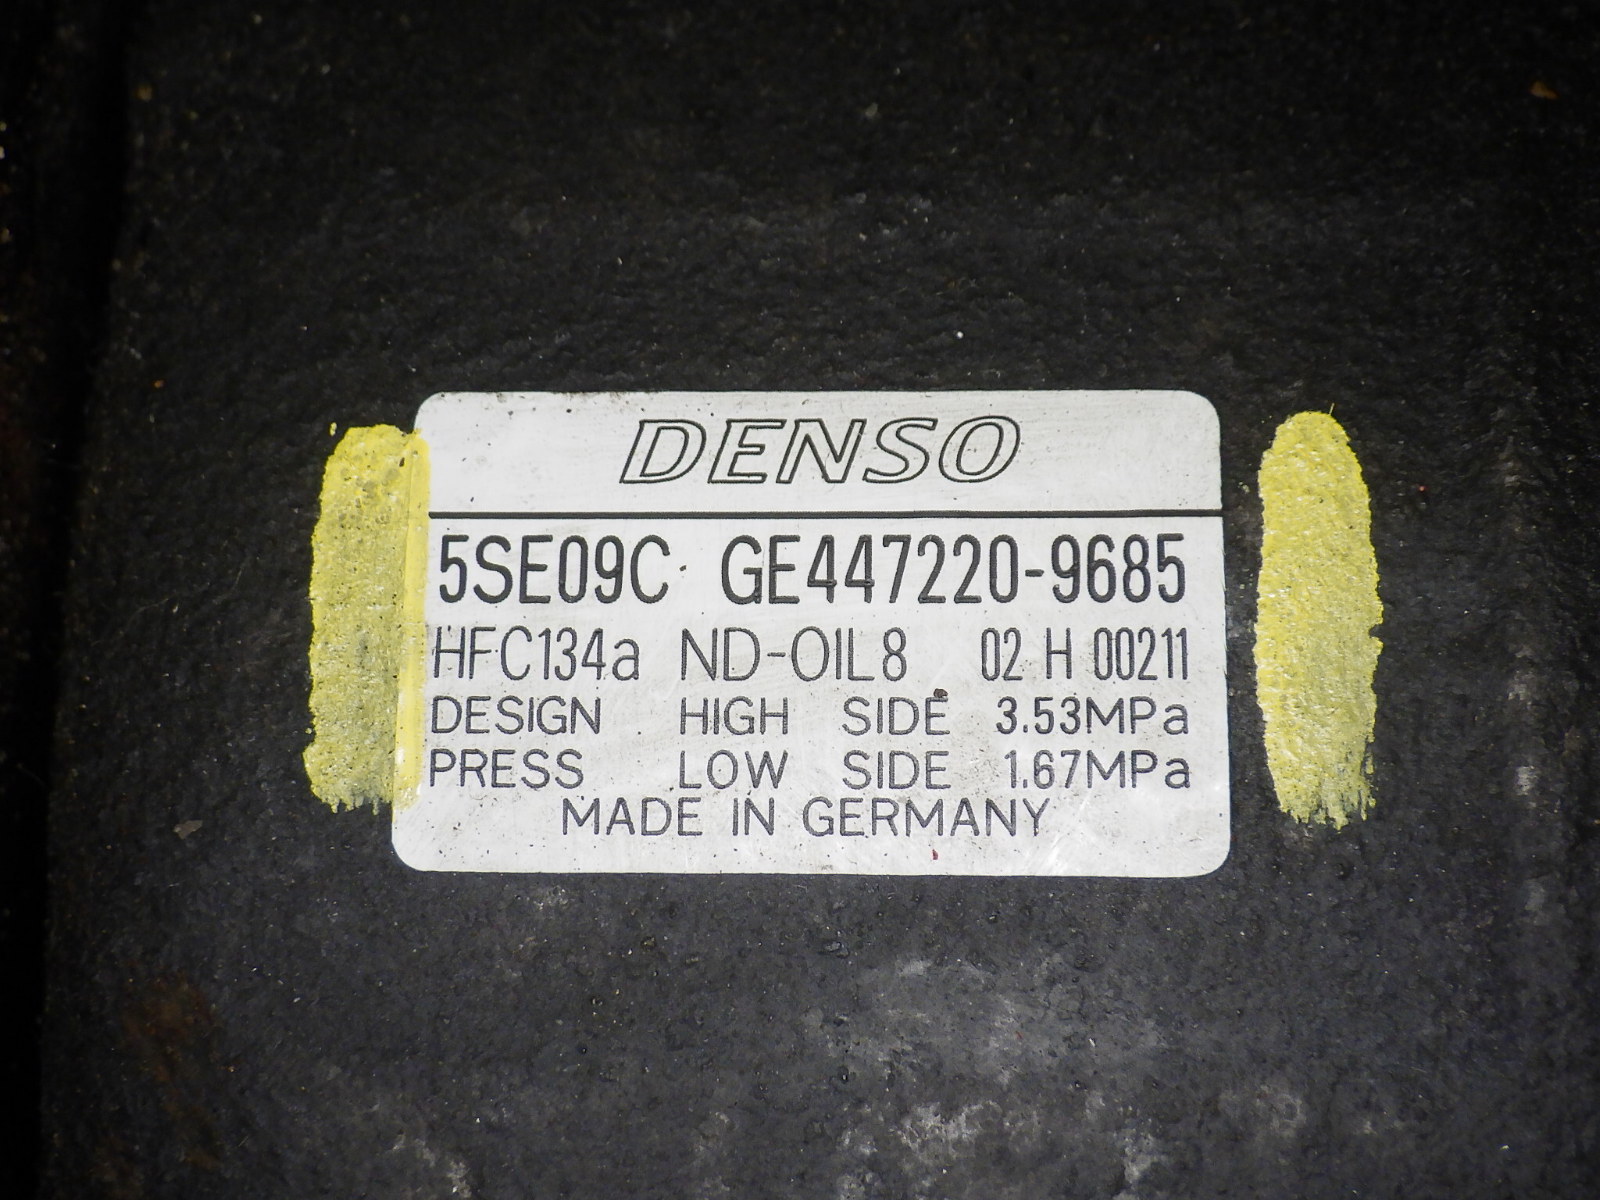 DENSO
5SE09C GE447220-9685
HFC134a ND-OIL8 02 H 00211
DESIGN HIGH SIDE 3.53MPa
PRESS LOW SIDE 1.67MPa
MADE IN GERMANY